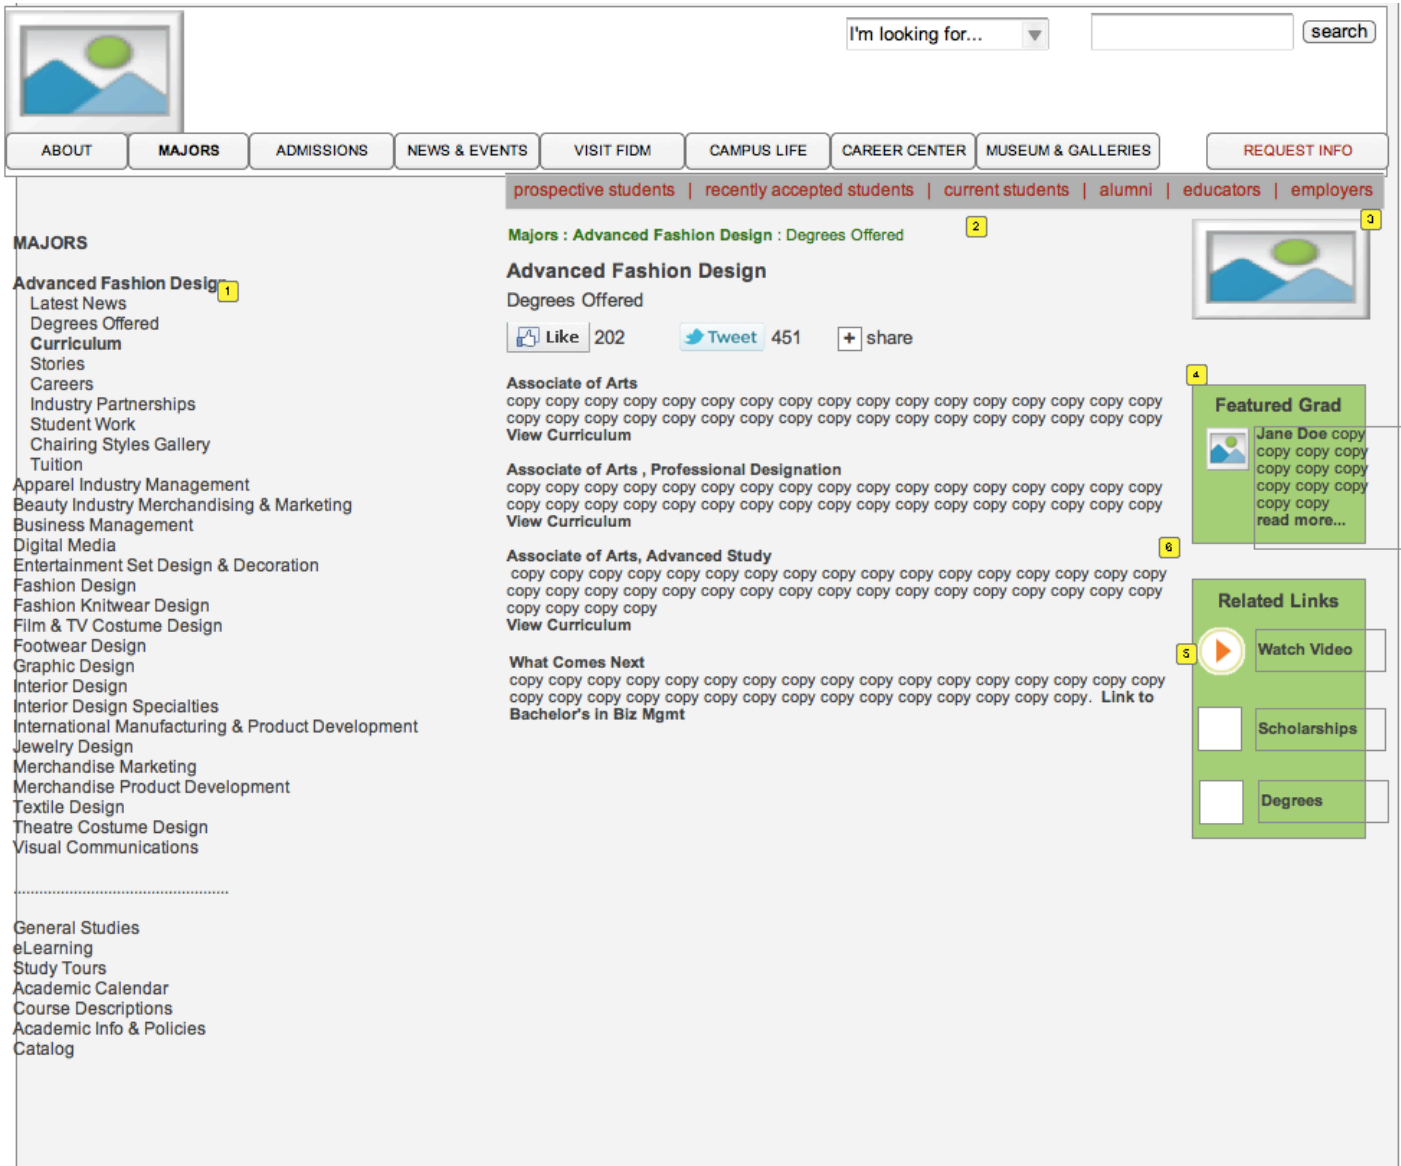 I'm looking for...
search
ABOUT
MAJORS
ADMISSIONS
NEWS & EVENTS
VISIT FIDM
CAMPUS LIFE
CAREER CENTER
MUSEUM & GALLERIES
REQUEST INFO
prospective students | recently accepted students | current students | alumni | educators | employers
MAJORS
Advanced Fashion Design
1
Latest News
Degrees Offered
Curriculum
Stories
Careers
Industry Partnerships
Student Work
Chairing Styles Gallery
Tuition
Apparel Industry Management
Beauty Industry Merchandising & Marketing
Business Management
Digital Media
Entertainment Set Design & Decoration
Fashion Design
Fashion Knitwear Design
Film & TV Costume Design
Footwear Design
Graphic Design
Interior Design
Interior Design Specialties
International Manufacturing & Product Development
Jewelry Design
Merchandise Marketing
Merchandise Product Development
Textile Design
Theatre Costume Design
Visual Communications
General Studies
eLearning
Study Tours
Academic Calendar
Course Descriptions
Academic Info & Policies
Catalog
Majors : Advanced Fashion Design : Degrees Offered
2
Advanced Fashion Design
Degrees Offered
Like 202
Tweet 451
+ share
Associate of Arts
copy copy copy copy copy copy copy copy copy copy copy copy copy copy copy copy copy
copy copy copy copy copy copy copy copy copy copy copy copy copy copy copy copy copy
View Curriculum
Associate of Arts , Professional Designation
copy copy copy copy copy copy copy copy copy copy copy copy copy copy copy copy copy
copy copy copy copy copy copy copy copy copy copy copy copy copy copy copy copy copy
View Curriculum
Associate of Arts, Advanced Study
6
copy copy copy copy copy copy copy copy copy copy copy copy copy copy copy copy copy
copy copy copy copy copy copy copy copy copy copy copy copy copy copy copy copy copy
copy copy copy copy
View Curriculum
What Comes Next
copy copy copy copy copy copy copy copy copy copy copy copy copy copy copy copy copy
copy copy copy copy copy copy copy copy copy copy copy copy copy copy copy. Link to
Bachelor's in Biz Mgmt
3
4
Featured Grad
Jane Doe copy
copy copy copy
copy copy copy
copy copy copy
copy copy
read more...
Related Links
5
Watch Video
Scholarships
Degrees